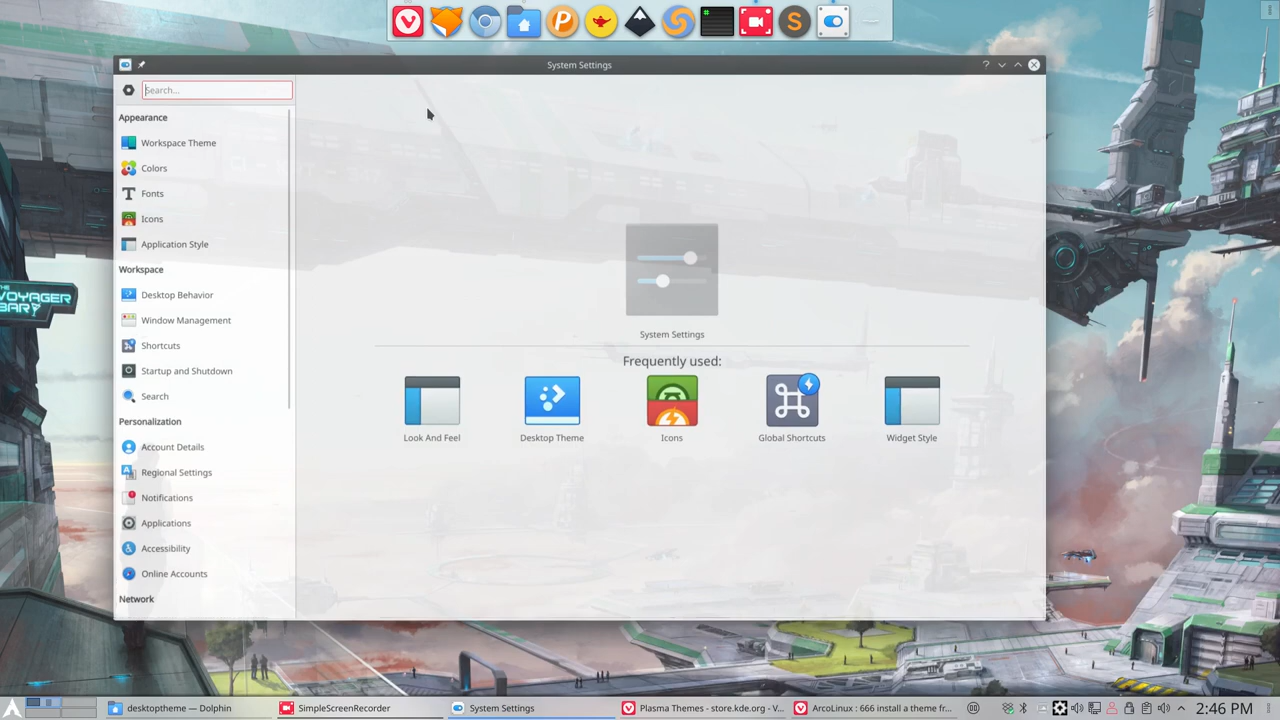 System Settings
Search...
Appearance
Workspace Theme
Colors
Fonts
Icons
Application Style
Workspace
Desktop Behavior
Window Management
Shortcuts
Startup and Shutdown
Search
Personalization
Account Details
Regional Settings
Notifications
Applications
Accessibility
Online Accounts
Network
System Settings
Frequently used:
Look And Feel
Desktop Theme
Icons
Global Shortcuts
Widget Style
THE
VOYAGER
BARY
desktoptheme — Dolphin
SimpleScreenRecorder
System Settings
Plasma Themes - store.kde.org - V...
ArcoLinux : 666 install a theme fr...
2:46 PM